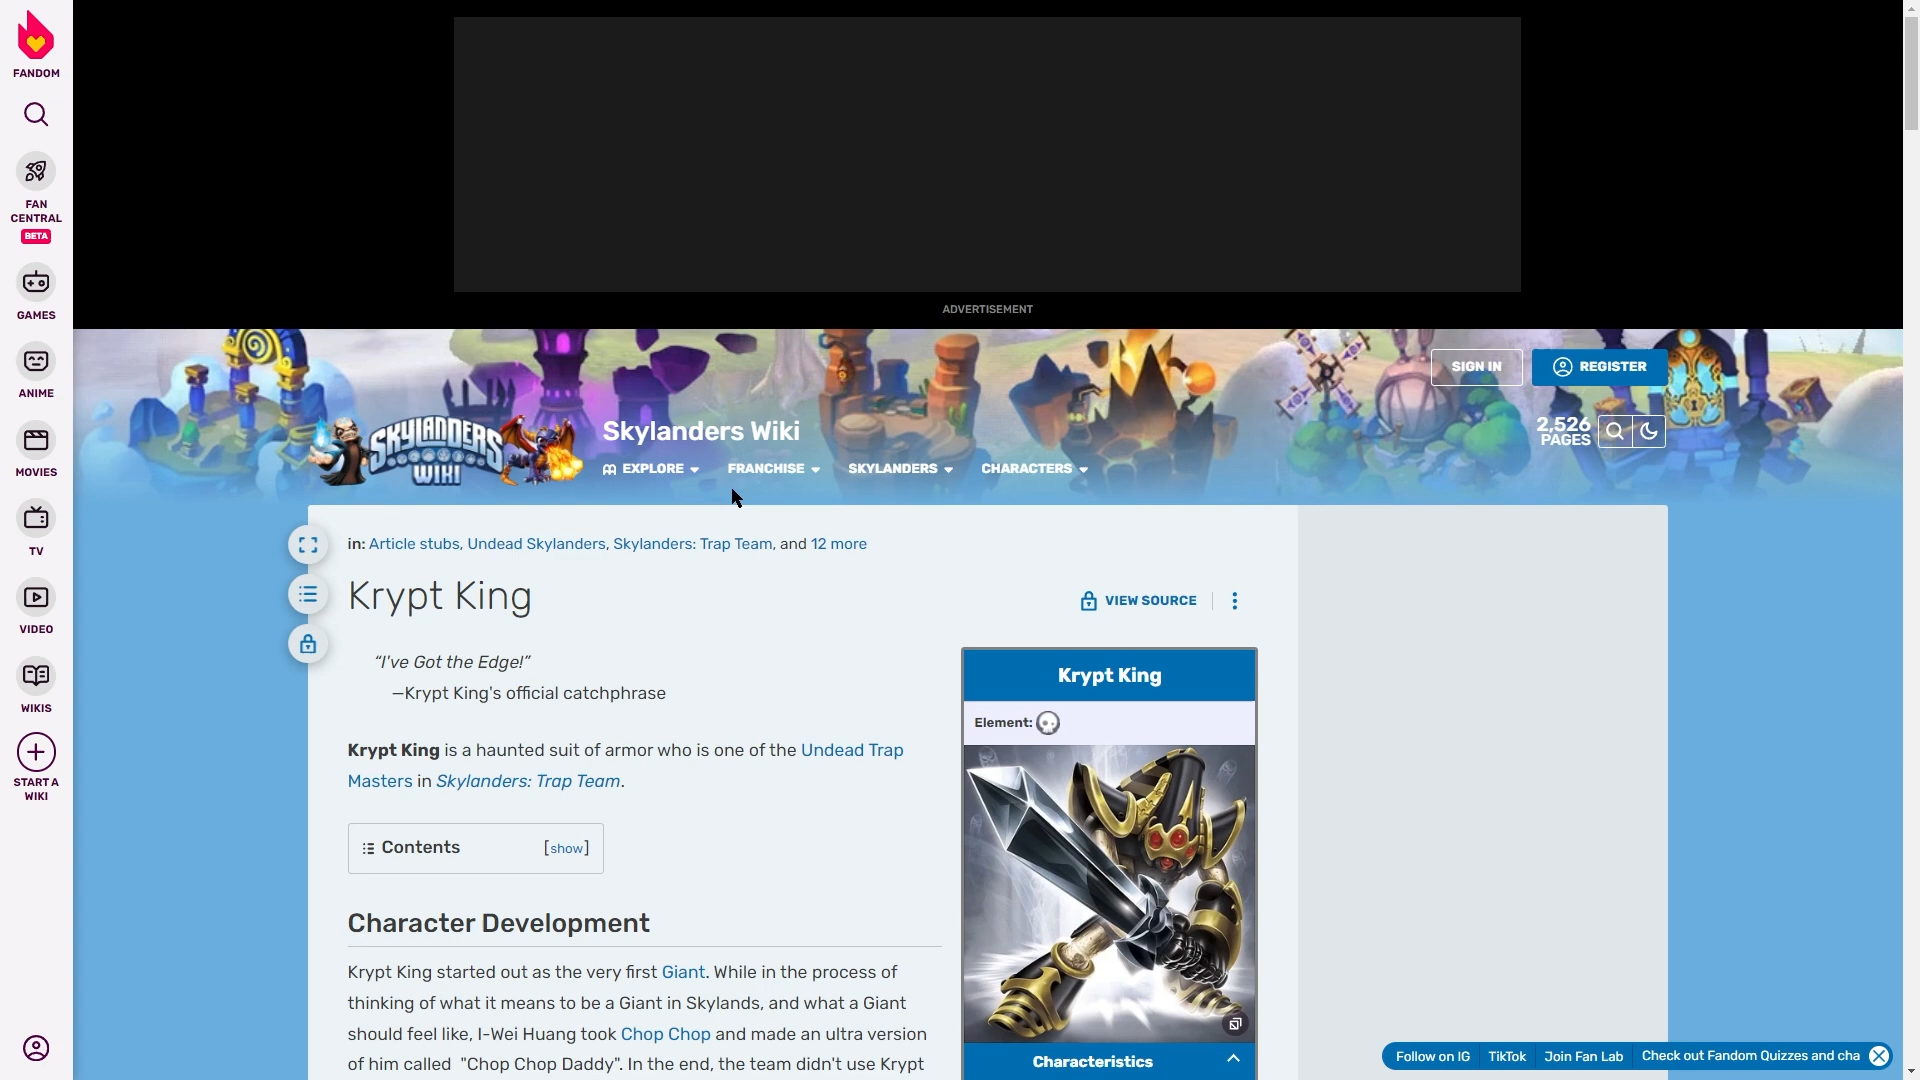 FANDOM
FAN
CENTRAL
BETA
GAMES
ANIME
MOVIES
TV
VIDEO
WIKIS
START A
WIKI
ADVERTISEMENT
SIGN IN
REGISTER
SKYLANDERS
WIKI
Skylanders Wiki
2,526
PAGES
EXPLORE
FRANCHISE
SKYLANDERS
CHARACTERS
in: Article stubs, Undead Skylanders, Skylanders: Trap Team, and 12 more
Krypt King
VIEW SOURCE
“I've Got the Edge!”
—Krypt King's official catchphrase
Krypt King is a haunted suit of armor who is one of the Undead Trap
Masters in Skylanders: Trap Team.
Contents [show]
Character Development
Krypt King started out as the very first Giant. While in the process of
thinking of what it means to be a Giant in Skylands, and what a Giant
should feel like, I-Wei Huang took Chop Chop and made an ultra version
of him called "Chop Chop Daddy". In the end, the team didn't use Krypt
Krypt King
Element:
Characteristics
Follow on IG
TikTok
Join Fan Lab
Check out Fandom Quizzes and cha